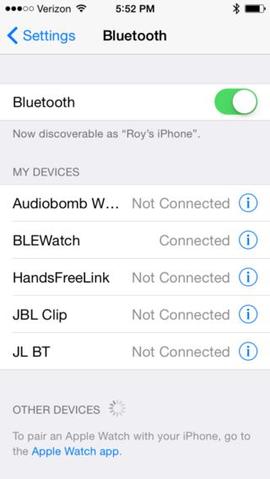 Verizon 5:52 PM
Settings Bluetooth
Bluetooth
Now discoverable as “Roy's iPhone”.
MY DEVICES
Audiobomb W... Not Connected
BLEWatch Connected
HandsFreeLink Not Connected
JBL Clip Not Connected
JL BT Not Connected
OTHER DEVICES
To pair an Apple Watch with your iPhone, go to
the Apple Watch app.